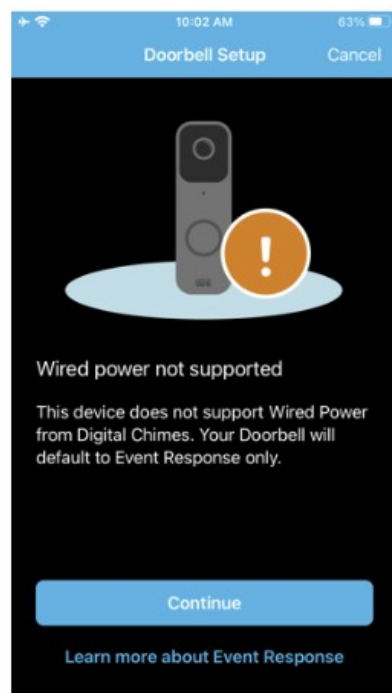 10:02 AM
63%
Doorbell Setup
Cancel
Wired power not supported
This device does not support Wired Power
from Digital Chimes. Your Doorbell will
default to Event Response only.
Continue
Learn more about Event Response